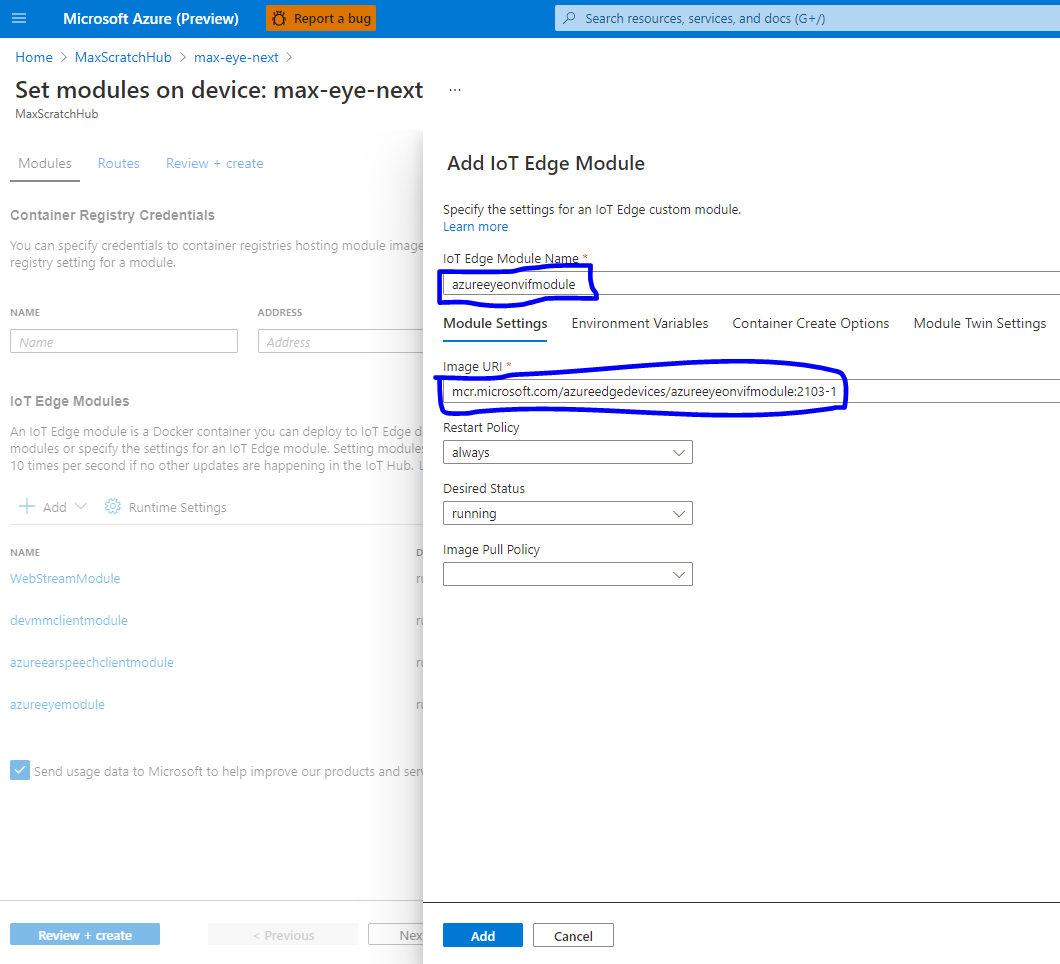 Microsoft Azure (Preview)
Report a bug
Search resources, services, and docs (G+/)
Home > MaxScratchHub > max-eye-next >
Set modules on device: max-eye-next ...
MaxScratchHub
Modules
Routes
Review + create
Container Registry Credentials
You can specify credentials to container registries hosting module image
registry setting for a module.
NAME
ADDRESS
Name
Address
IoT Edge Modules
An IoT Edge module is a Docker container you can deploy to IoT Edge d
modules or specify the settings for an IoT Edge module. Setting modules
10 times per second if no other updates are happening in the IoT Hub. L
+ Add
Runtime Settings
NAME
D
WebStreamModule
ru
devmmclientmodule
ru
azureearspeechclientmodule
ru
azureeyemodule
ru
Send usage data to Microsoft to help improve our products and serv
Review + create
< Previous
Nex
Add IoT Edge Module
Specify the settings for an IoT Edge custom module.
Learn more
IoT Edge Module Name *
azureeyeonvifmodule
Module Settings
Environment Variables
Container Create Options
Module Twin Settings
Image URI *
mcr.microsoft.com/azureedgedevices/azureeyeonvifmodule:2103-1
Restart Policy
always
Desired Status
running
Image Pull Policy
Add
Cancel